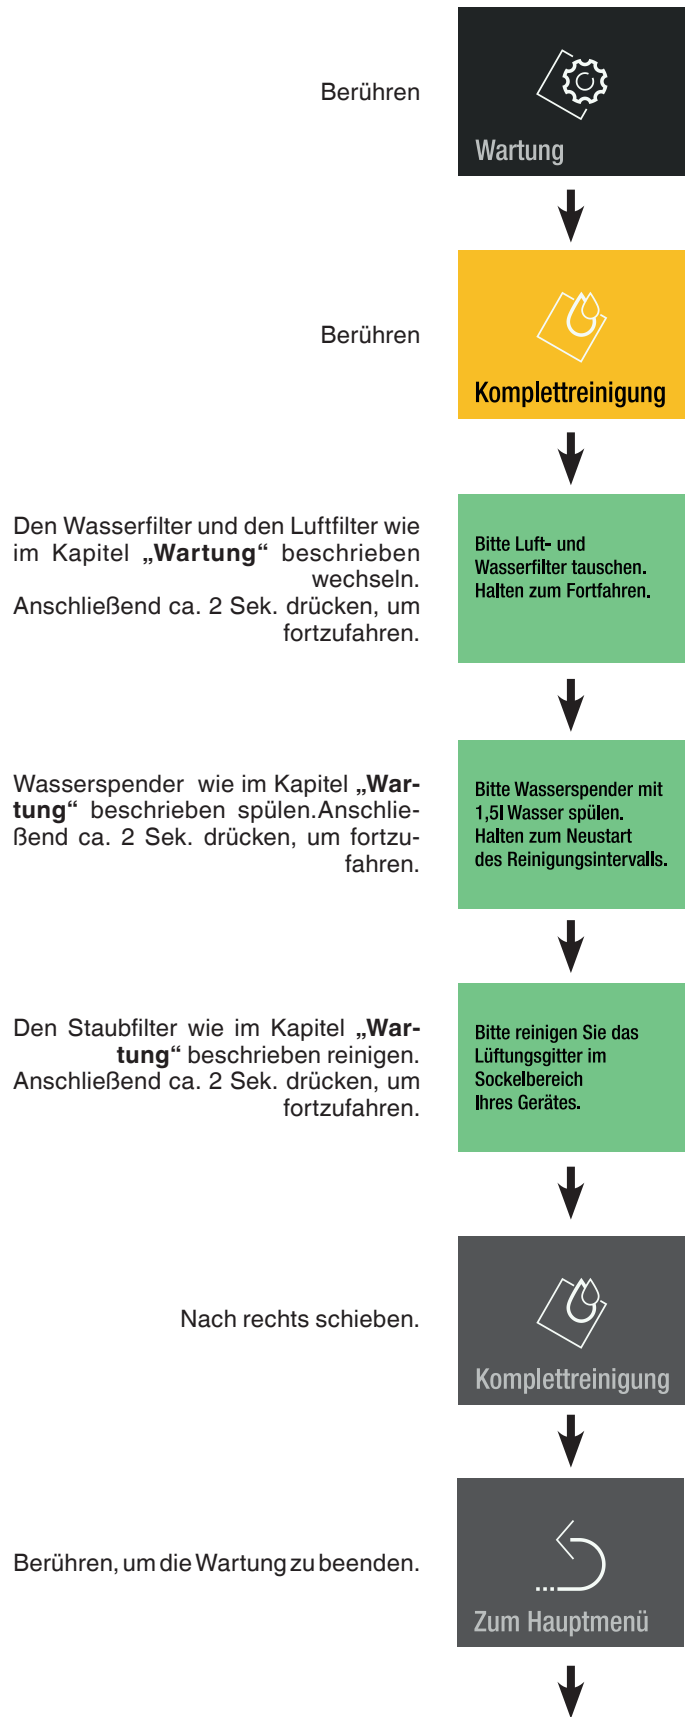 Berühren
Wartung
Berühren
Komplettreinigung
Den Wasserfilter und den Luftfilter wie
im Kapitel „Wartung“ beschrieben
wechseln.
Anschließend ca. 2 Sek. drücken, um
fortzufahren.
Bitte Luft- und
Wasserfilter tauschen.
Halten zum Fortfahren.
Wasserspender wie im Kapitel „War-
tung“ beschrieben spülen.Anschlie-
ßend ca. 2 Sek. drücken, um fortzu-
fahren.
Bitte Wasserspender mit
1,5l Wasser spülen.
Halten zum Neustart
des Reinigungsintervalls.
Den Staubfilter wie im Kapitel „War-
tung“ beschrieben reinigen.
Anschließend ca. 2 Sek. drücken, um
fortzufahren.
Bitte reinigen Sie das
Lüftungsgitter im
Sockelbereich
Ihres Gerätes.
Nach rechts schieben.
Komplettreinigung
Berühren, um die Wartung zu beenden.
Zum Hauptmenü